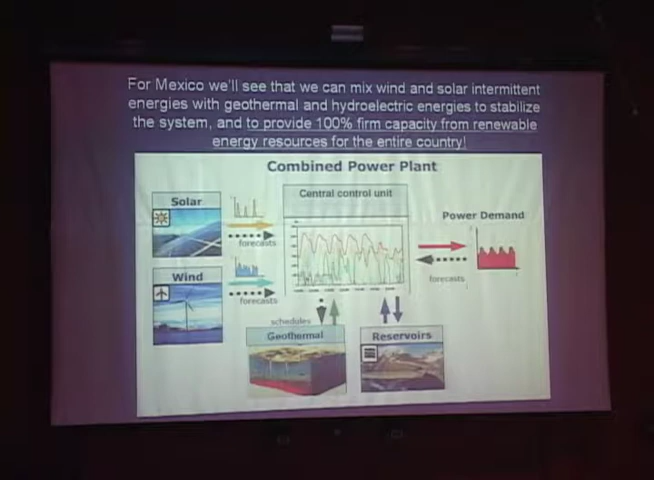 For Mexico we'll see that we can mix wind and solar intermittent
energies with geothermal and hydroelectric energies to stabilize
the system, and to provide 100% firm capacity from renewable
energy resources for the entire country!
Combined Power Plant
Solar
Central control unit
Power Demand
forecasts
Wind
forecasts
forecasts
schedules
Geothermal
Reservoirs